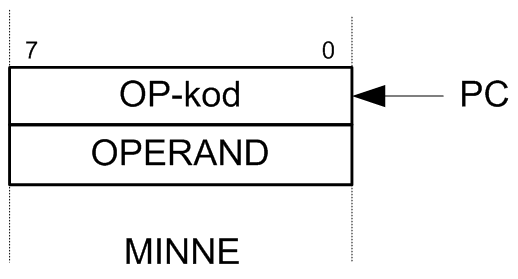 7 0
OP-kod PC
OPERAND
MINNE